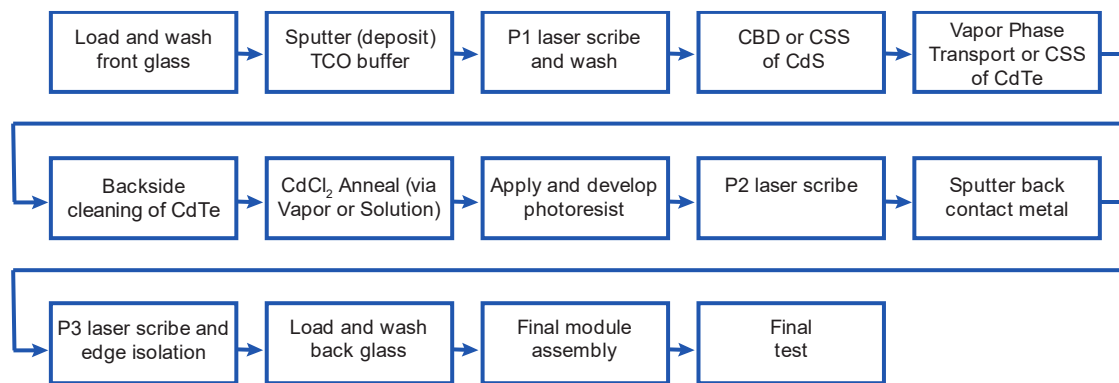 Load and wash
front glass
Sputter (deposit)
TCO buffer
P1 laser scribe
and wash
CBD or CSS
of CdS
Vapor Phase
Transport or CSS
of CdTe
Backside
cleaning of CdTe
CdCl₂ Anneal (via
Vapor or Solution)
Apply and develop
photoresist
P2 laser scribe
Sputter back
contact metal
P3 laser scribe and
edge isolation
Load and wash
back glass
Final module
assembly
Final
test